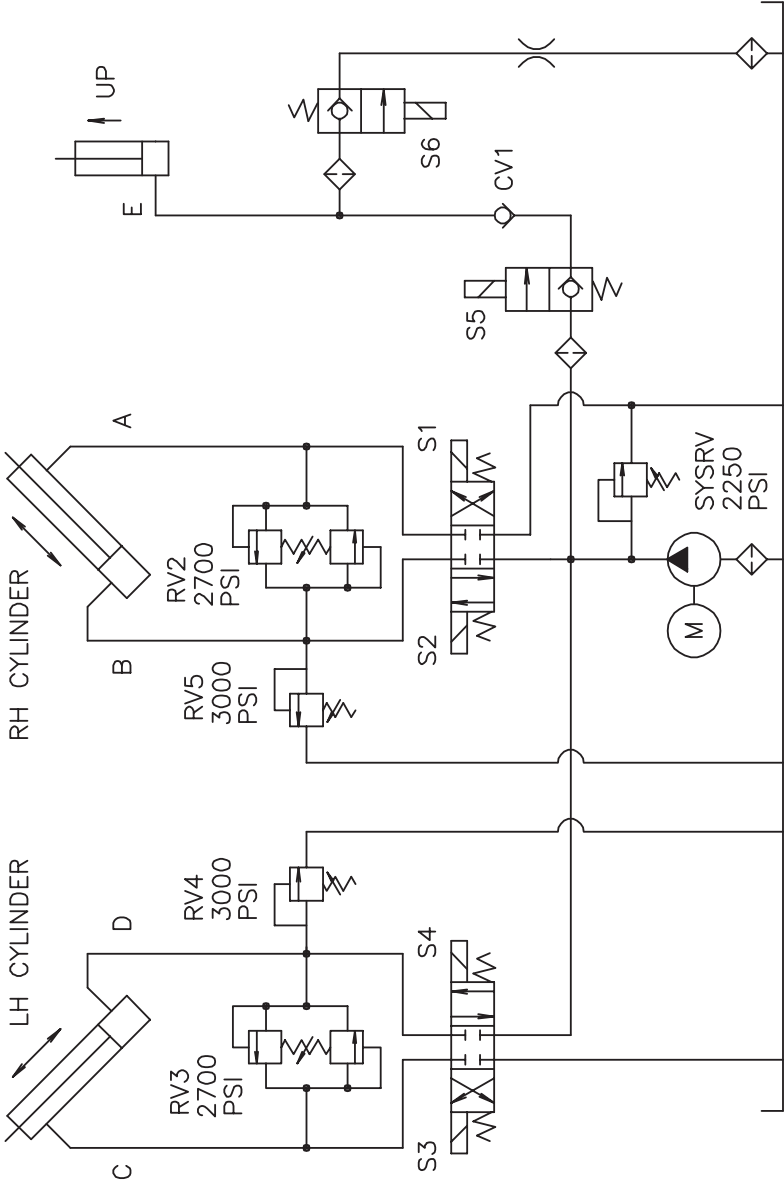 UP
E
S6
CV1
S5
A
RH CYLINDER
RV2
2700
PSI
S1
SYSRV
2250
PSI
B
S2
M
RV5
3000
PSI
LH CYLINDER
D
RV4
3000
PSI
S4
RV3
2700
PSI
C
S3